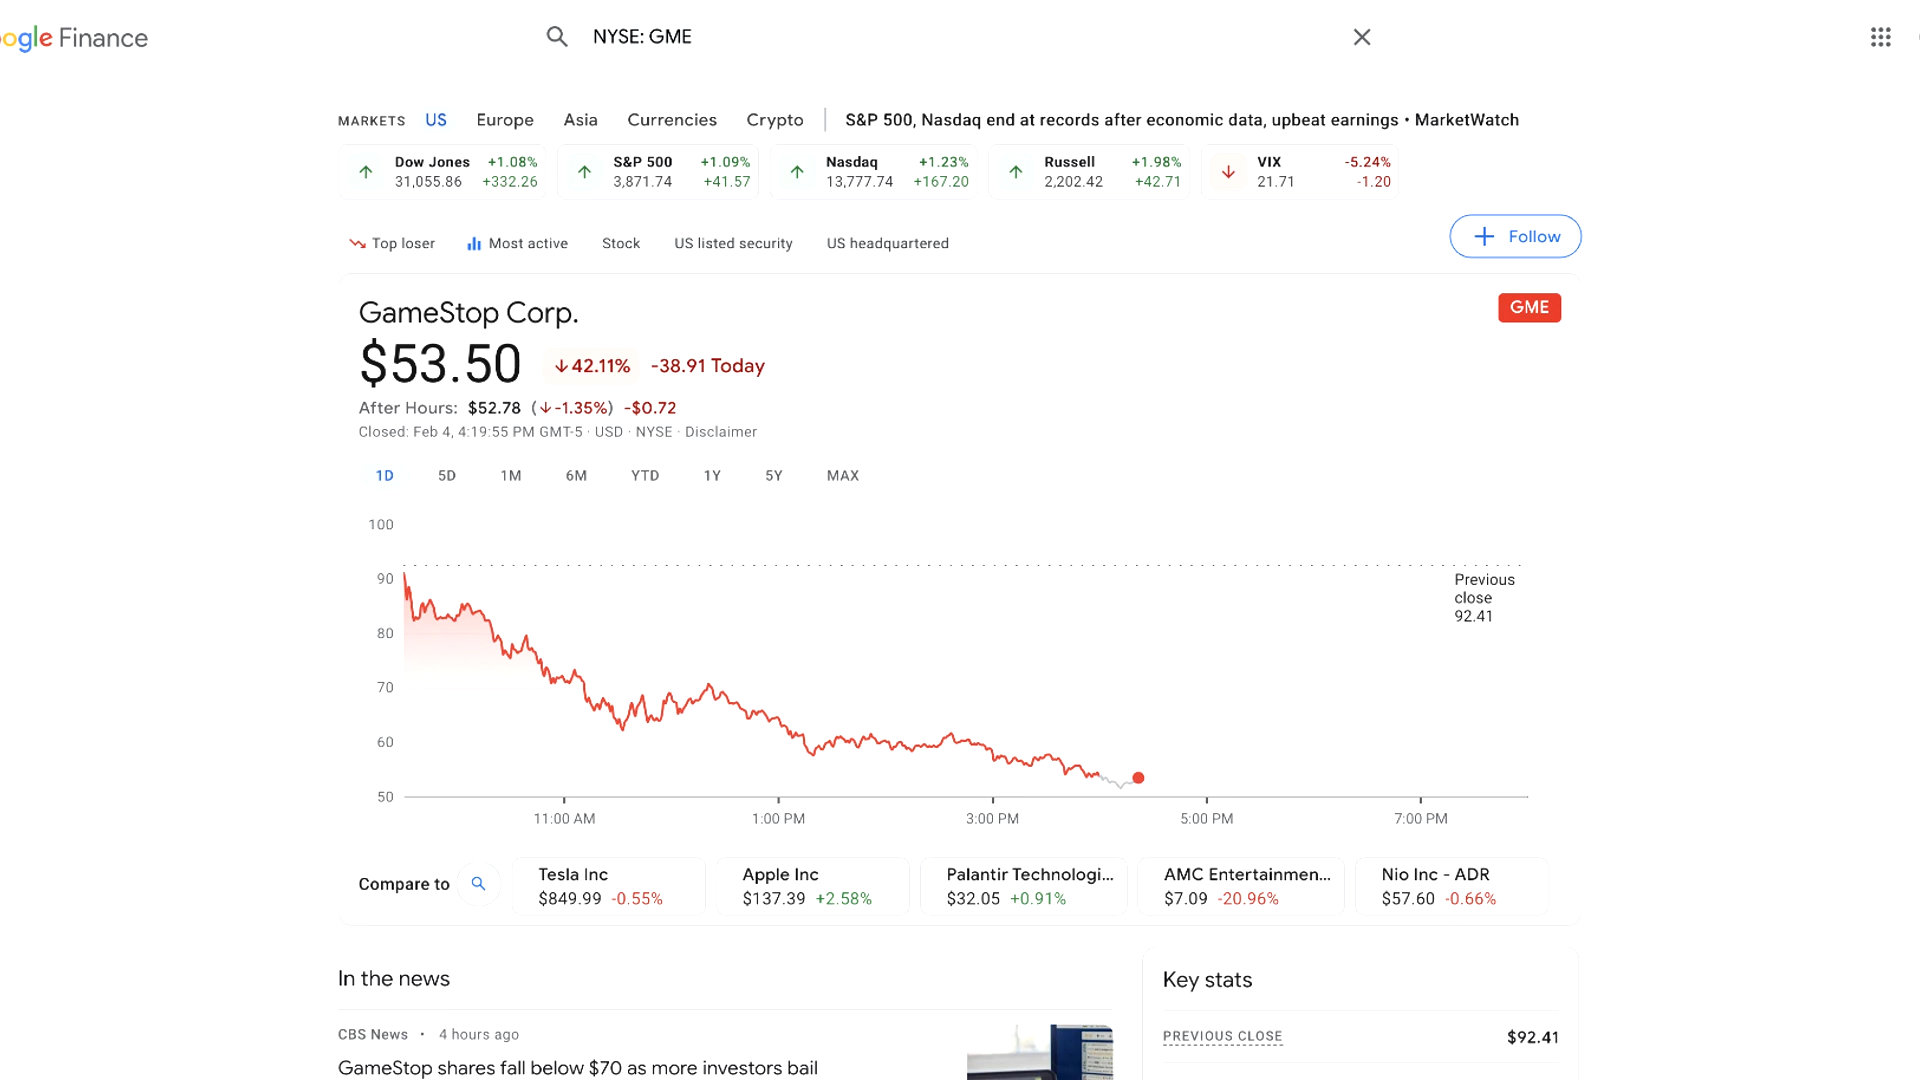 ogle Finance
NYSE: GME
MARKETS US Europe Asia Currencies Crypto S&P 500, Nasdaq end at records after economic data, upbeat earnings • MarketWatch
Dow Jones +1.08%
31,055.86 +332.26
S&P 500 +1.09%
3,871.74 +41.57
Nasdaq +1.23%
13,777.74 +167.20
Russell +1.98%
2,202.42 +42.71
VIX -5.24%
21.71 -1.20
Top loser Most active Stock US listed security US headquartered
+ Follow
GameStop Corp.
GME
$53.50 ↓42.11% -38.91 Today
After Hours: $52.78 (↓-1.35%) -$0.72
Closed: Feb 4, 4:19:55 PM GMT-5 · USD · NYSE · Disclaimer
1D 5D 1M 6M YTD 1Y 5Y MAX
100
90
80
70
60
50
Previous
close
92.41
11:00 AM 1:00 PM 3:00 PM 5:00 PM 7:00 PM
Compare to
Tesla Inc
$849.99 -0.55%
Apple Inc
$137.39 +2.58%
Palantir Technologi...
$32.05 +0.91%
AMC Entertainmen...
$7.09 -20.96%
Nio Inc - ADR
$57.60 -0.66%
In the news
CBS News • 4 hours ago
GameStop shares fall below $70 as more investors bail
Key stats
PREVIOUS CLOSE $92.41